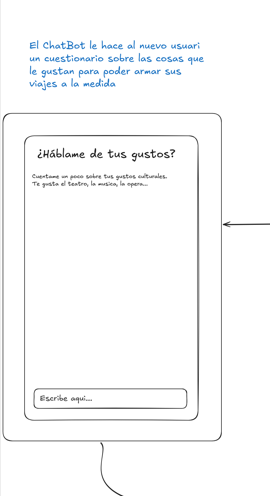 El ChatBot le hace al nuevo usuari
un cuestionario sobre las cosas que
le gustan para poder armar sus
viajes a la medida
¿Háblame de tus gustos?
Cuentame un poco sobre tus gustos culturales.
Te gusta el teatro, la musica, la opera...
Escribe aqui...